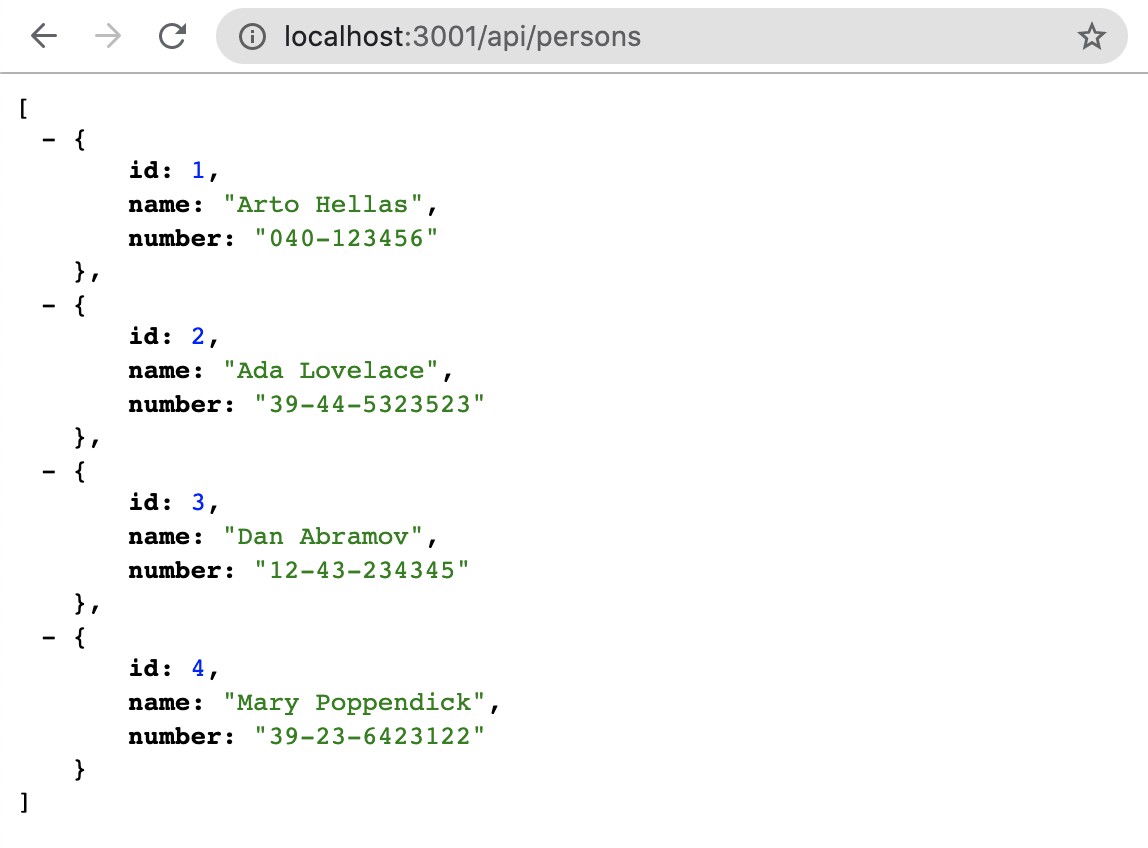 localhost:3001/api/persons
[
- {
id: 1,
name: "Arto Hellas",
number: "040-123456"
},
- {
id: 2,
name: "Ada Lovelace",
number: "39-44-5323523"
},
- {
id: 3,
name: "Dan Abramov",
number: "12-43-234345"
},
- {
id: 4,
name: "Mary Poppendick",
number: "39-23-6423122"
}
]